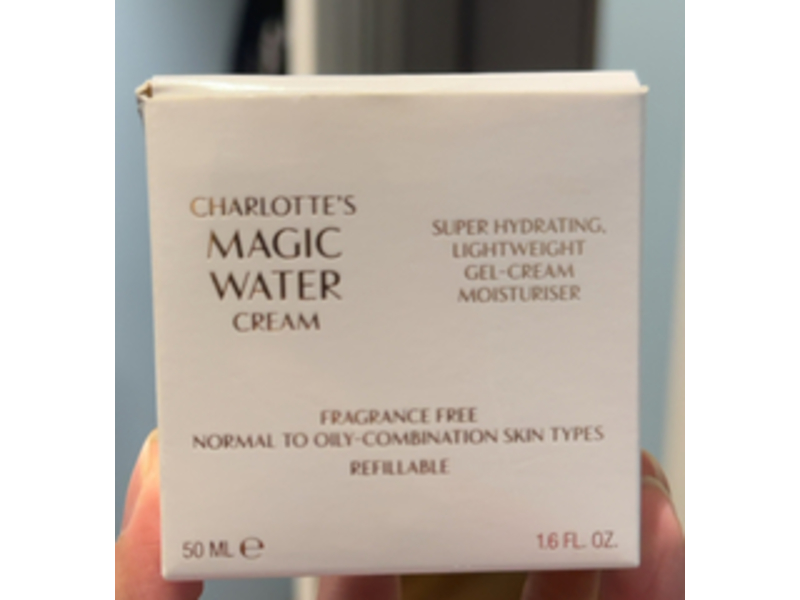 CHARLOTTE'S
MAGIC
WATER
CREAM
SUPER HYDRATING,
LIGHTWEIGHT
GEL-CREAM
MOISTURISER
FRAGRANCE FREE
NORMAL TO OILY-COMBINATION SKIN TYPES
REFILLABLE
50 ML ℮
1.6 FL. OZ.